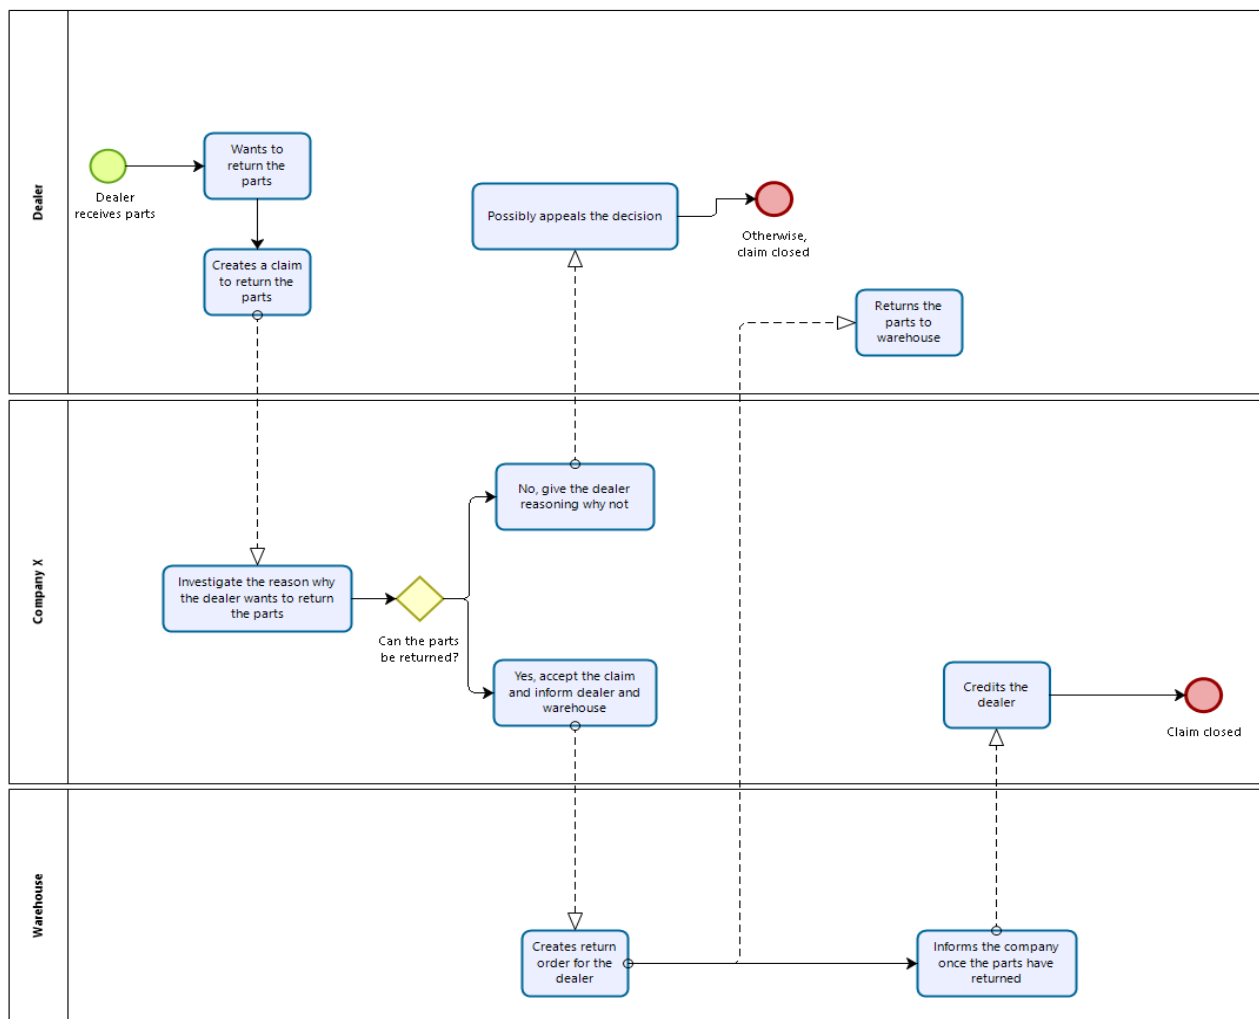 Dealer
Wants to
return the
parts
Dealer
receives parts
Creates a claim
to return the
parts
Possibly appeals the decision
Otherwise,
claim closed
Returns the
parts to
warehouse
Company X
No, give the dealer
reasoning why not
Investigate the reason why
the dealer wants to return
the parts
Can the parts
be returned?
Yes, accept the claim
and inform dealer and
warehouse
Credits the
dealer
Claim closed
Warehouse
Creates return
order for the
dealer
Informs the company
once the parts have
returned